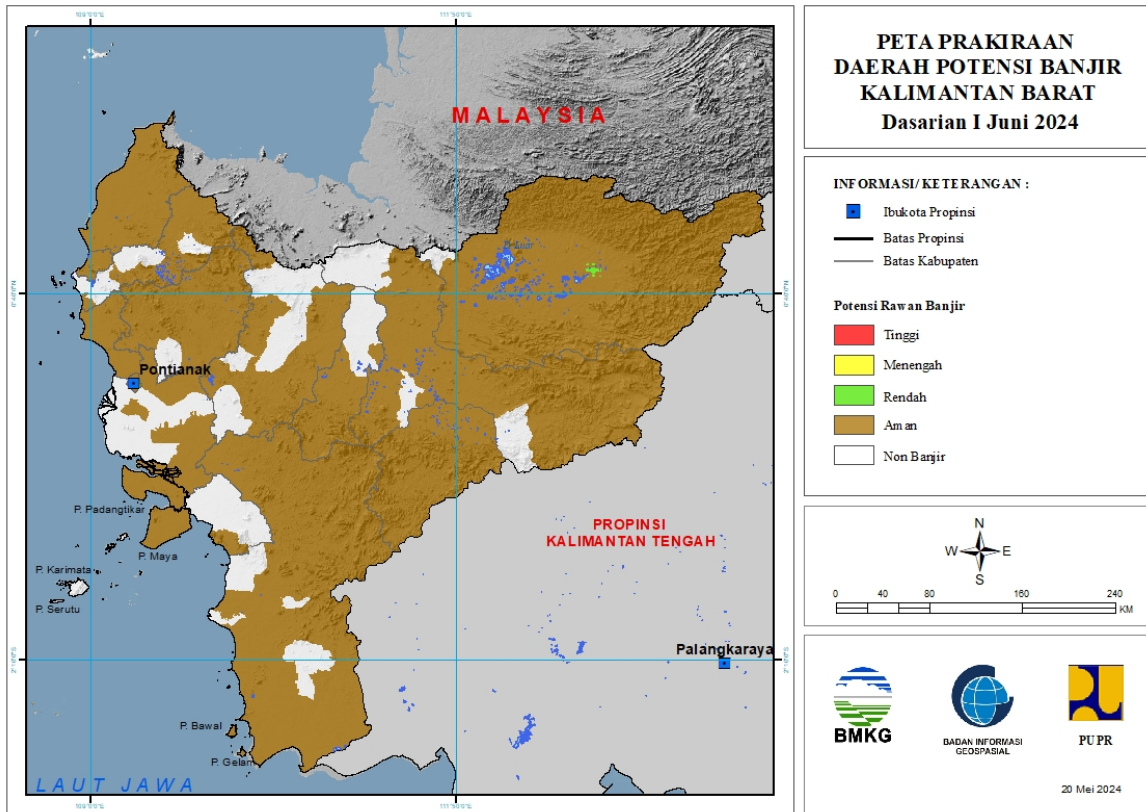 PETA PRAKIRAAN
DAERAH POTENSI BANJIR
KALIMANTAN BARAT
Dasarian I Juni 2024
INFORMASI/ KETERANGAN :
Ibukota Propinsi
Batas Propinsi
Batas Kabupaten
Potensi Rawan Banjir
Tinggi
Menengah
Rendah
Aman
Non Banjir
N
W E
S
0 40 80 160 240
KM
BMKG
BADAN INFORMASI
GEOSPASIAL
PUPR
20 Mei 2024
MALAYSIA
Pontianak
P. Padangtikar
P. Maya
P. Karimata
P. Serutu
PROPINSI
KALIMANTAN TENGAH
Palangkaraya
P. Bawal
P. Gelam
LAUT JAWA